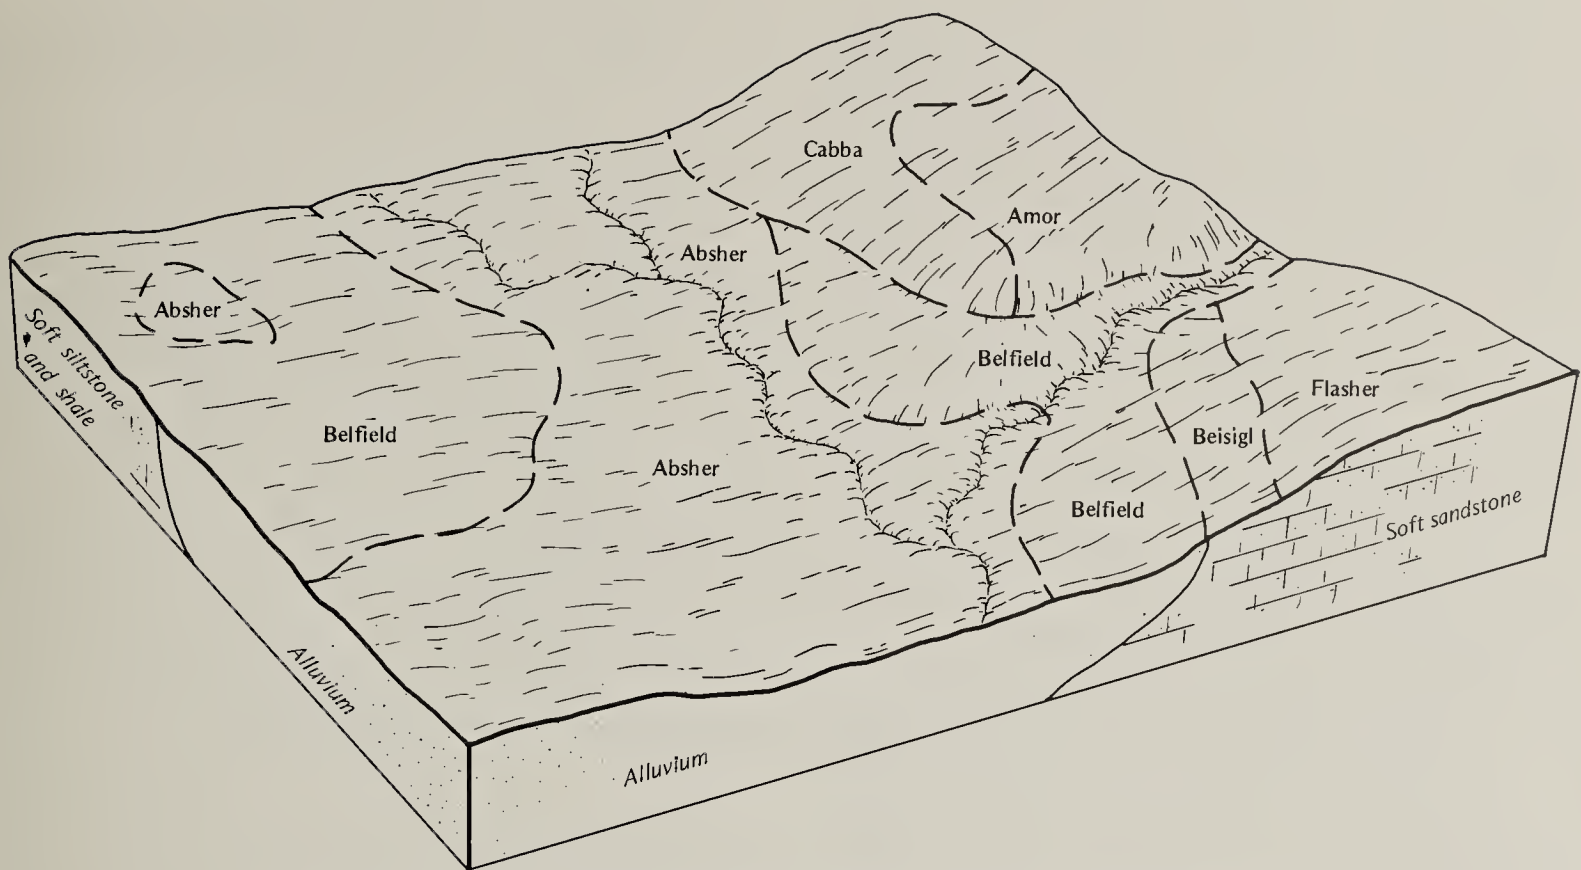 Cabba
Amor
Absher
Absher
Belfield
Flasher
Belfield
Beisigl
Absher
Belfield
Soft siltstone
and shale
Soft sandstone
Alluvium
Alluvium